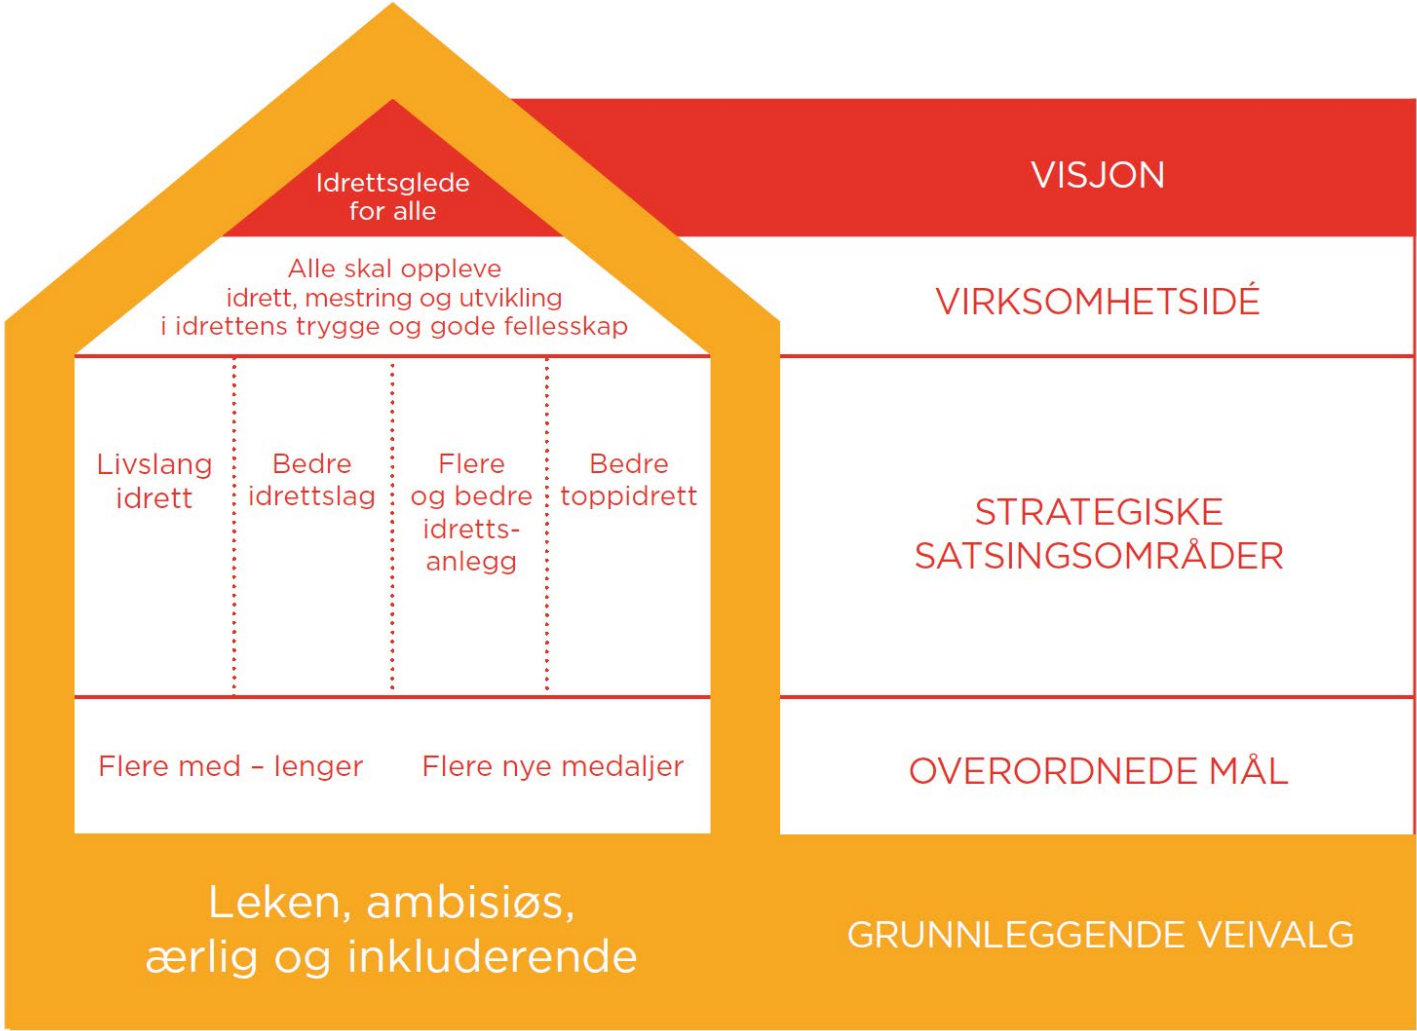 Idrettsglede
for alle
VISJON
Alle skal oppleve
idrett, mestring og utvikling
i idrettens trygge og gode fellesskap
VIRKSOMHETSIDÉ
Livslang
idrett
Bedre
idrettslag
Flere
og bedre
idretts-
anlegg
Bedre
toppidrett
STRATEGISKE
SATSINGSOMRÅDER
Flere med – lenger
Flere nye medaljer
OVERORDNEDE MÅL
Leken, ambisiøs,
ærlig og inkluderende
GRUNNLEGGENDE VEIVALG